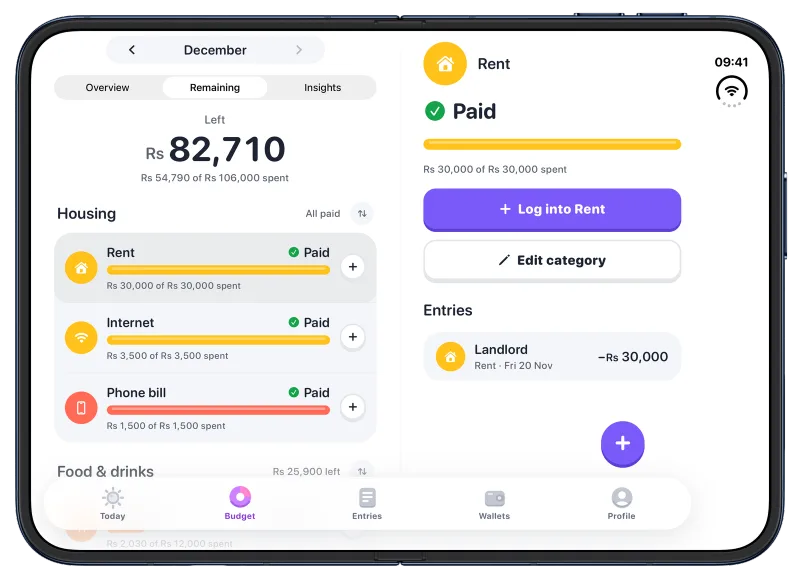 December
Overview
Remaining
Insights
Left
Rs 82,710
Rs 54,790 of Rs 106,000 spent
Housing
All paid
Rent
Paid
Rs 30,000 of Rs 30,000 spent
Internet
Paid
Rs 3,500 of Rs 3,500 spent
Phone bill
Paid
Rs 1,500 of Rs 1,500 spent
Food & drinks
Rs 25,900 left
Rs 2,030 of Rs 12,000 spent
Today
Budget
Entries
Wallets
Profile
Rent
09:41
Paid
Rs 30,000 of Rs 30,000 spent
+ Log into Rent
Edit category
Entries
Landlord
−Rs 30,000
Rent · Fri 20 Nov